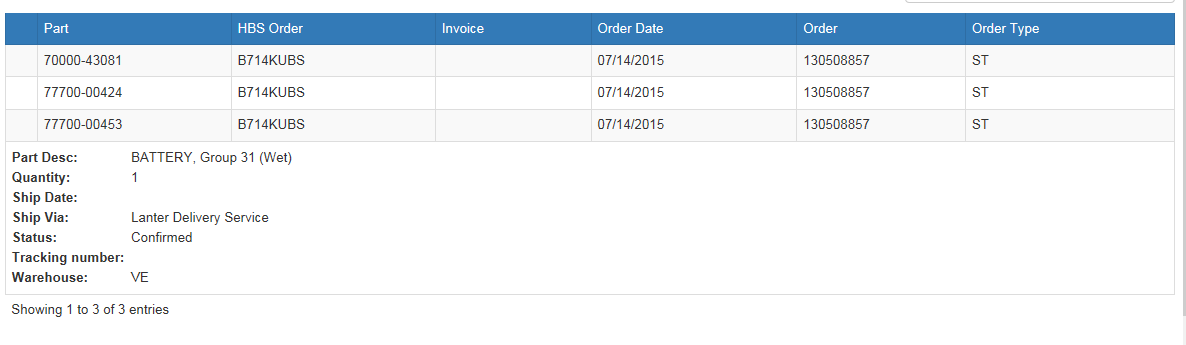 Part HBS Order Invoice Order Date Order Order Type
70000-43081 B714KUBS 07/14/2015 130508857 ST
77700-00424 B714KUBS 07/14/2015 130508857 ST
77700-00453 B714KUBS 07/14/2015 130508857 ST
Part Desc: BATTERY, Group 31 (Wet)
Quantity: 1
Ship Date:
Ship Via: Lanter Delivery Service
Status: Confirmed
Tracking number:
Warehouse: VE
Showing 1 to 3 of 3 entries